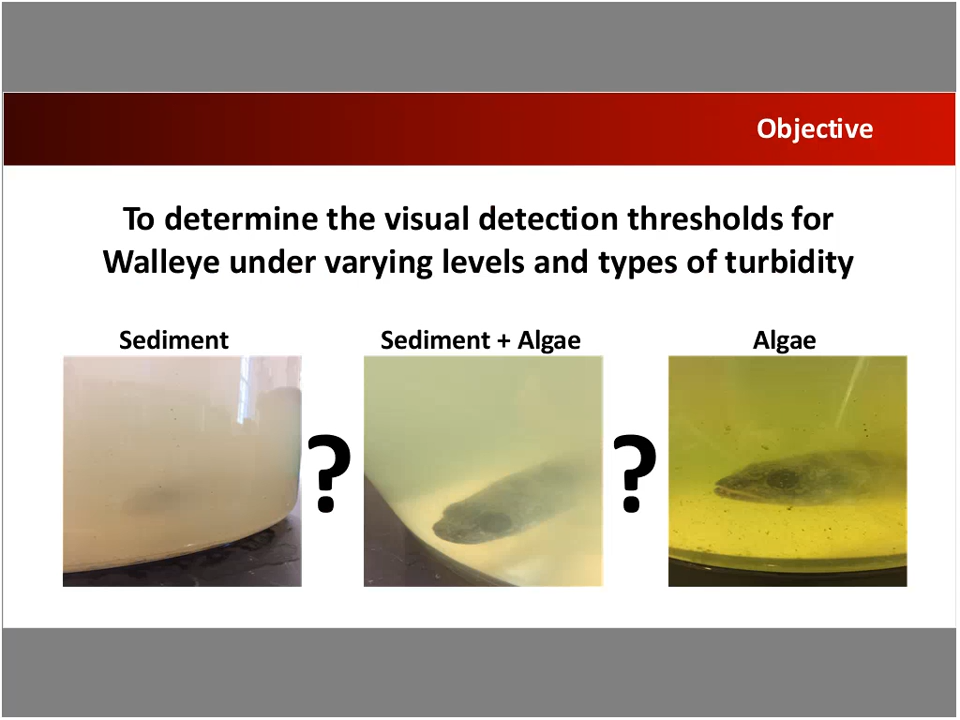 Objective
To determine the visual detection thresholds for
Walleye under varying levels and types of turbidity
Sediment
Sediment + Algae
Algae
?
?